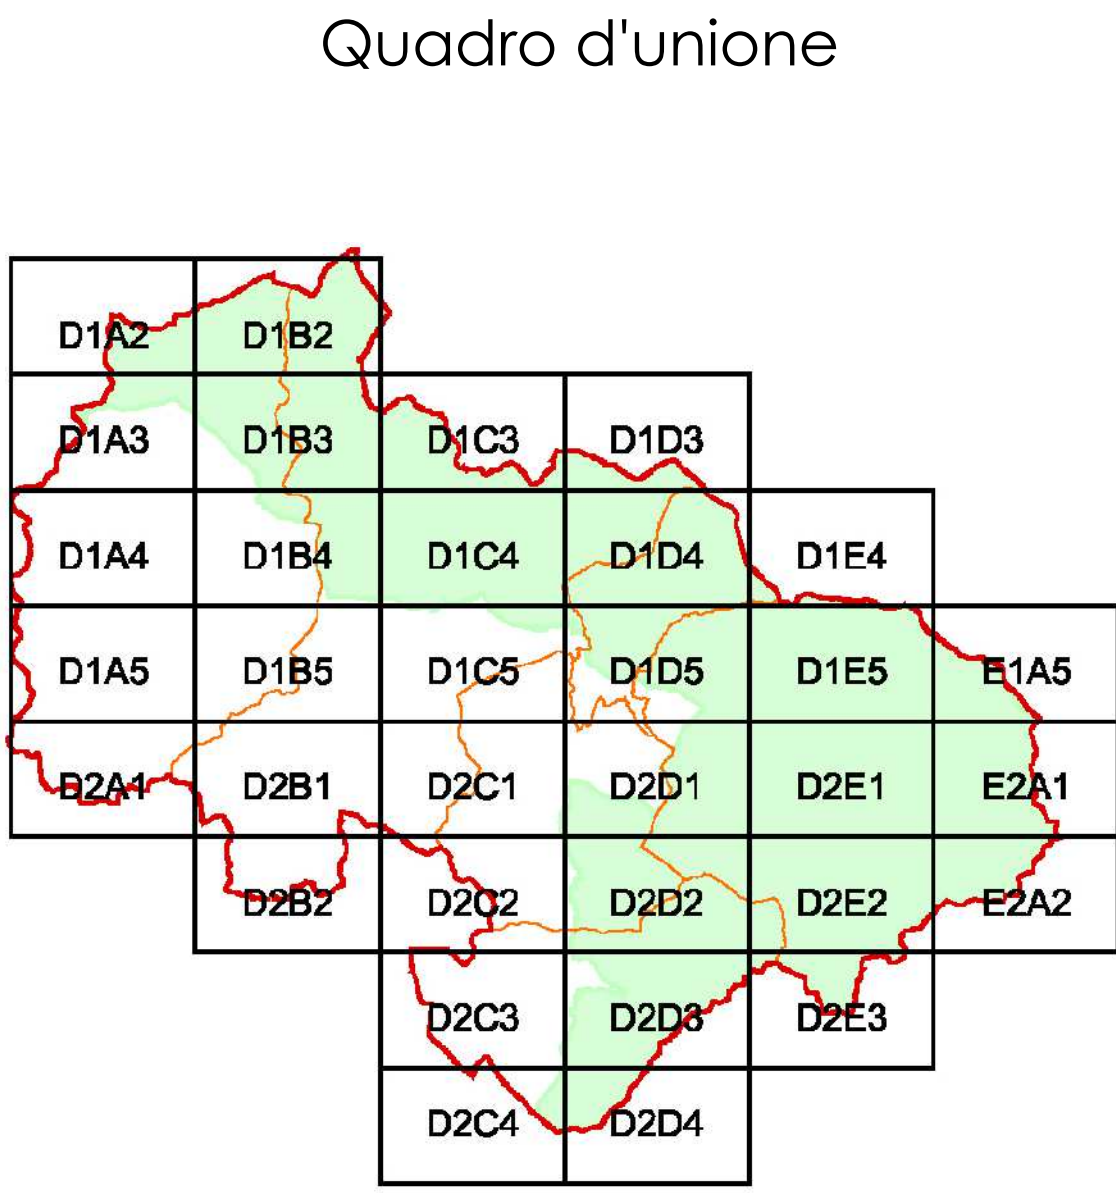 Quadro d'unione
D1A2 D1B2
D1A3 D1B3 D1C3 D1D3
D1A4 D1B4 D1C4 D1D4 D1E4
D1A5 D1B5 D1C5 D1D5 D1E5 E1A5
D2A1 D2B1 D2C1 D2D1 D2E1 E2A1
D2B2 D2C2 D2D2 D2E2 E2A2
D2C3 D2D3 D2E3
D2C4 D2D4